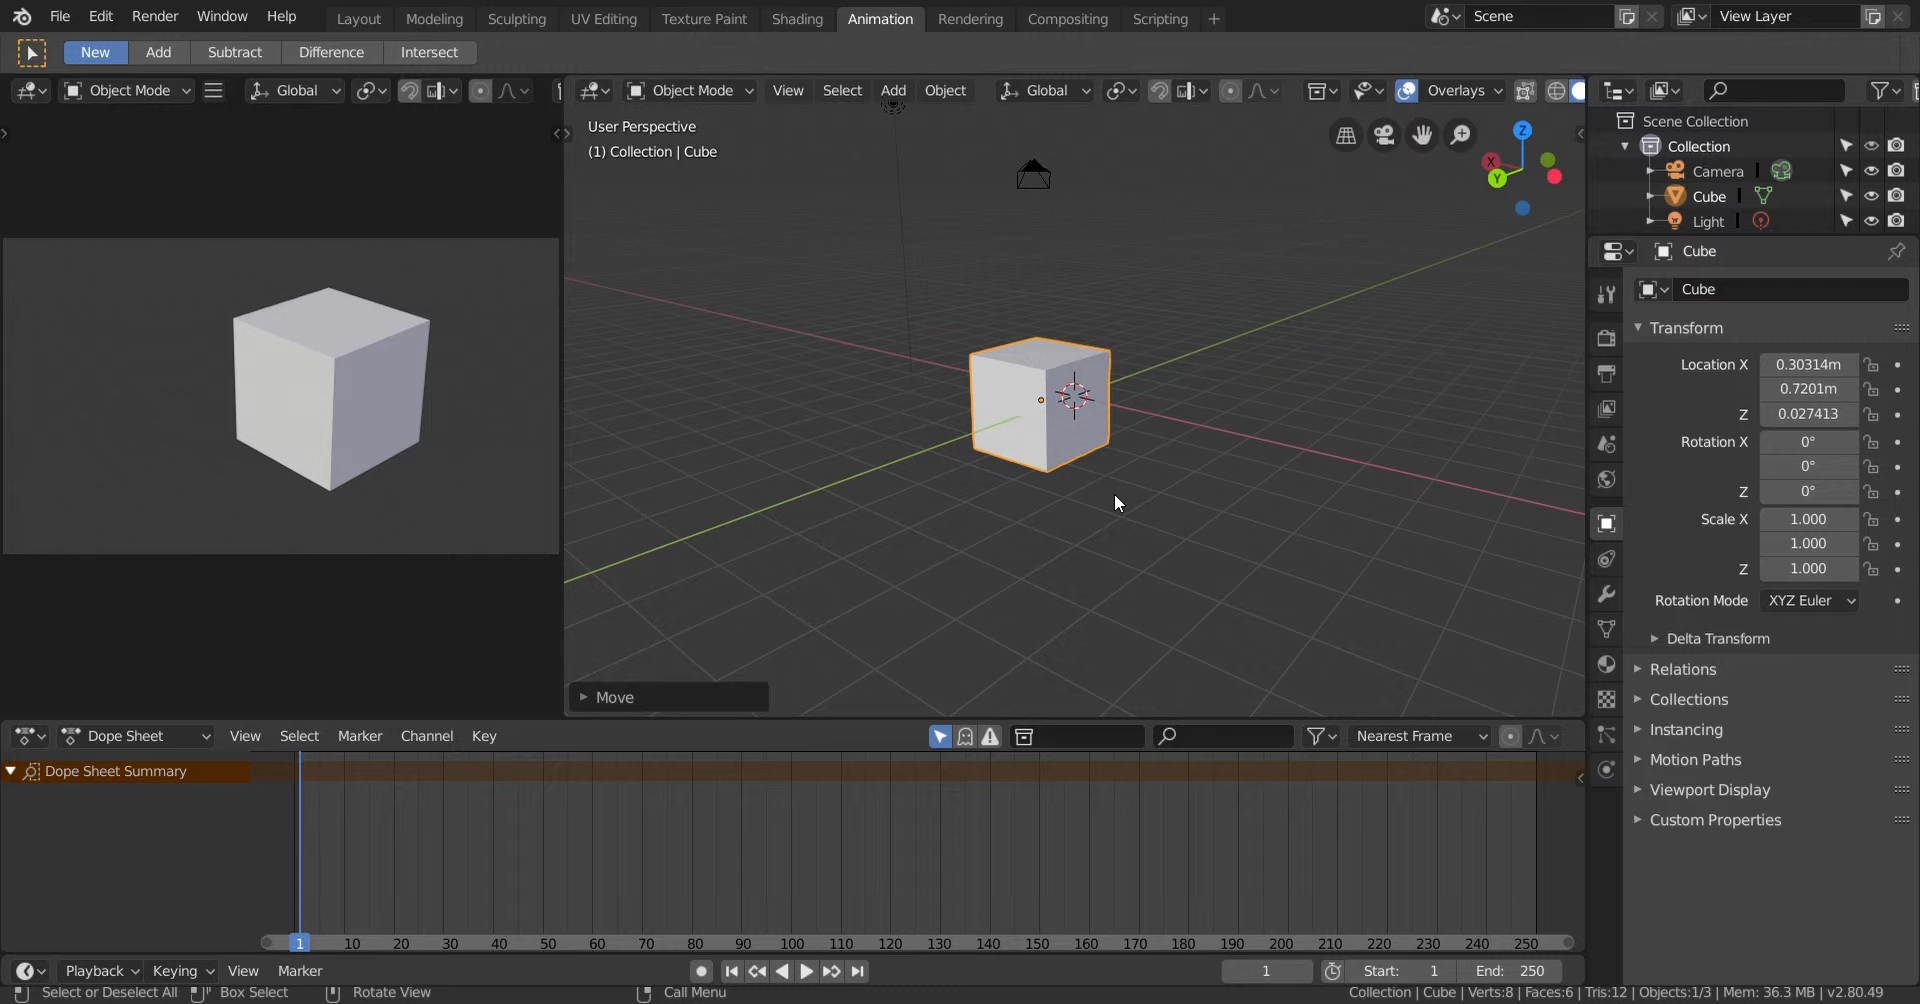 File Edit Render Window Help Layout Modeling Sculpting UV Editing Texture Paint Shading Animation Rendering Compositing Scripting + Scene View Layer
New Add Subtract Difference Intersect
Object Mode Global Object Mode View Select Add Object Global Overlays
User Perspective
(1) Collection | Cube
Z
X
Y
Scene Collection
Collection
Camera
Cube
Light
Cube
Cube
Transform
Location X 0.30314m
0.7201m
Z 0.027413
Rotation X 0°
0°
Z 0°
Scale X 1.000
1.000
Z 1.000
Rotation Mode XYZ Euler
Delta Transform
Relations
Collections
Instancing
Motion Paths
Viewport Display
Custom Properties
Move
Dope Sheet View Select Marker Channel Key Nearest Frame
Dope Sheet Summary
1 10 20 30 40 50 60 70 80 90 100 110 120 130 140 150 160 170 180 190 200 210 220 230 240 250
Playback Keying View Marker 1 Start: 1 End: 250
Select or Deselect All Box Select Rotate View Call Menu Collection | Cube | Verts:8 | Faces:6 | Tris:12 | Objects:1/3 | Mem: 36.3 MB | v2.80.49